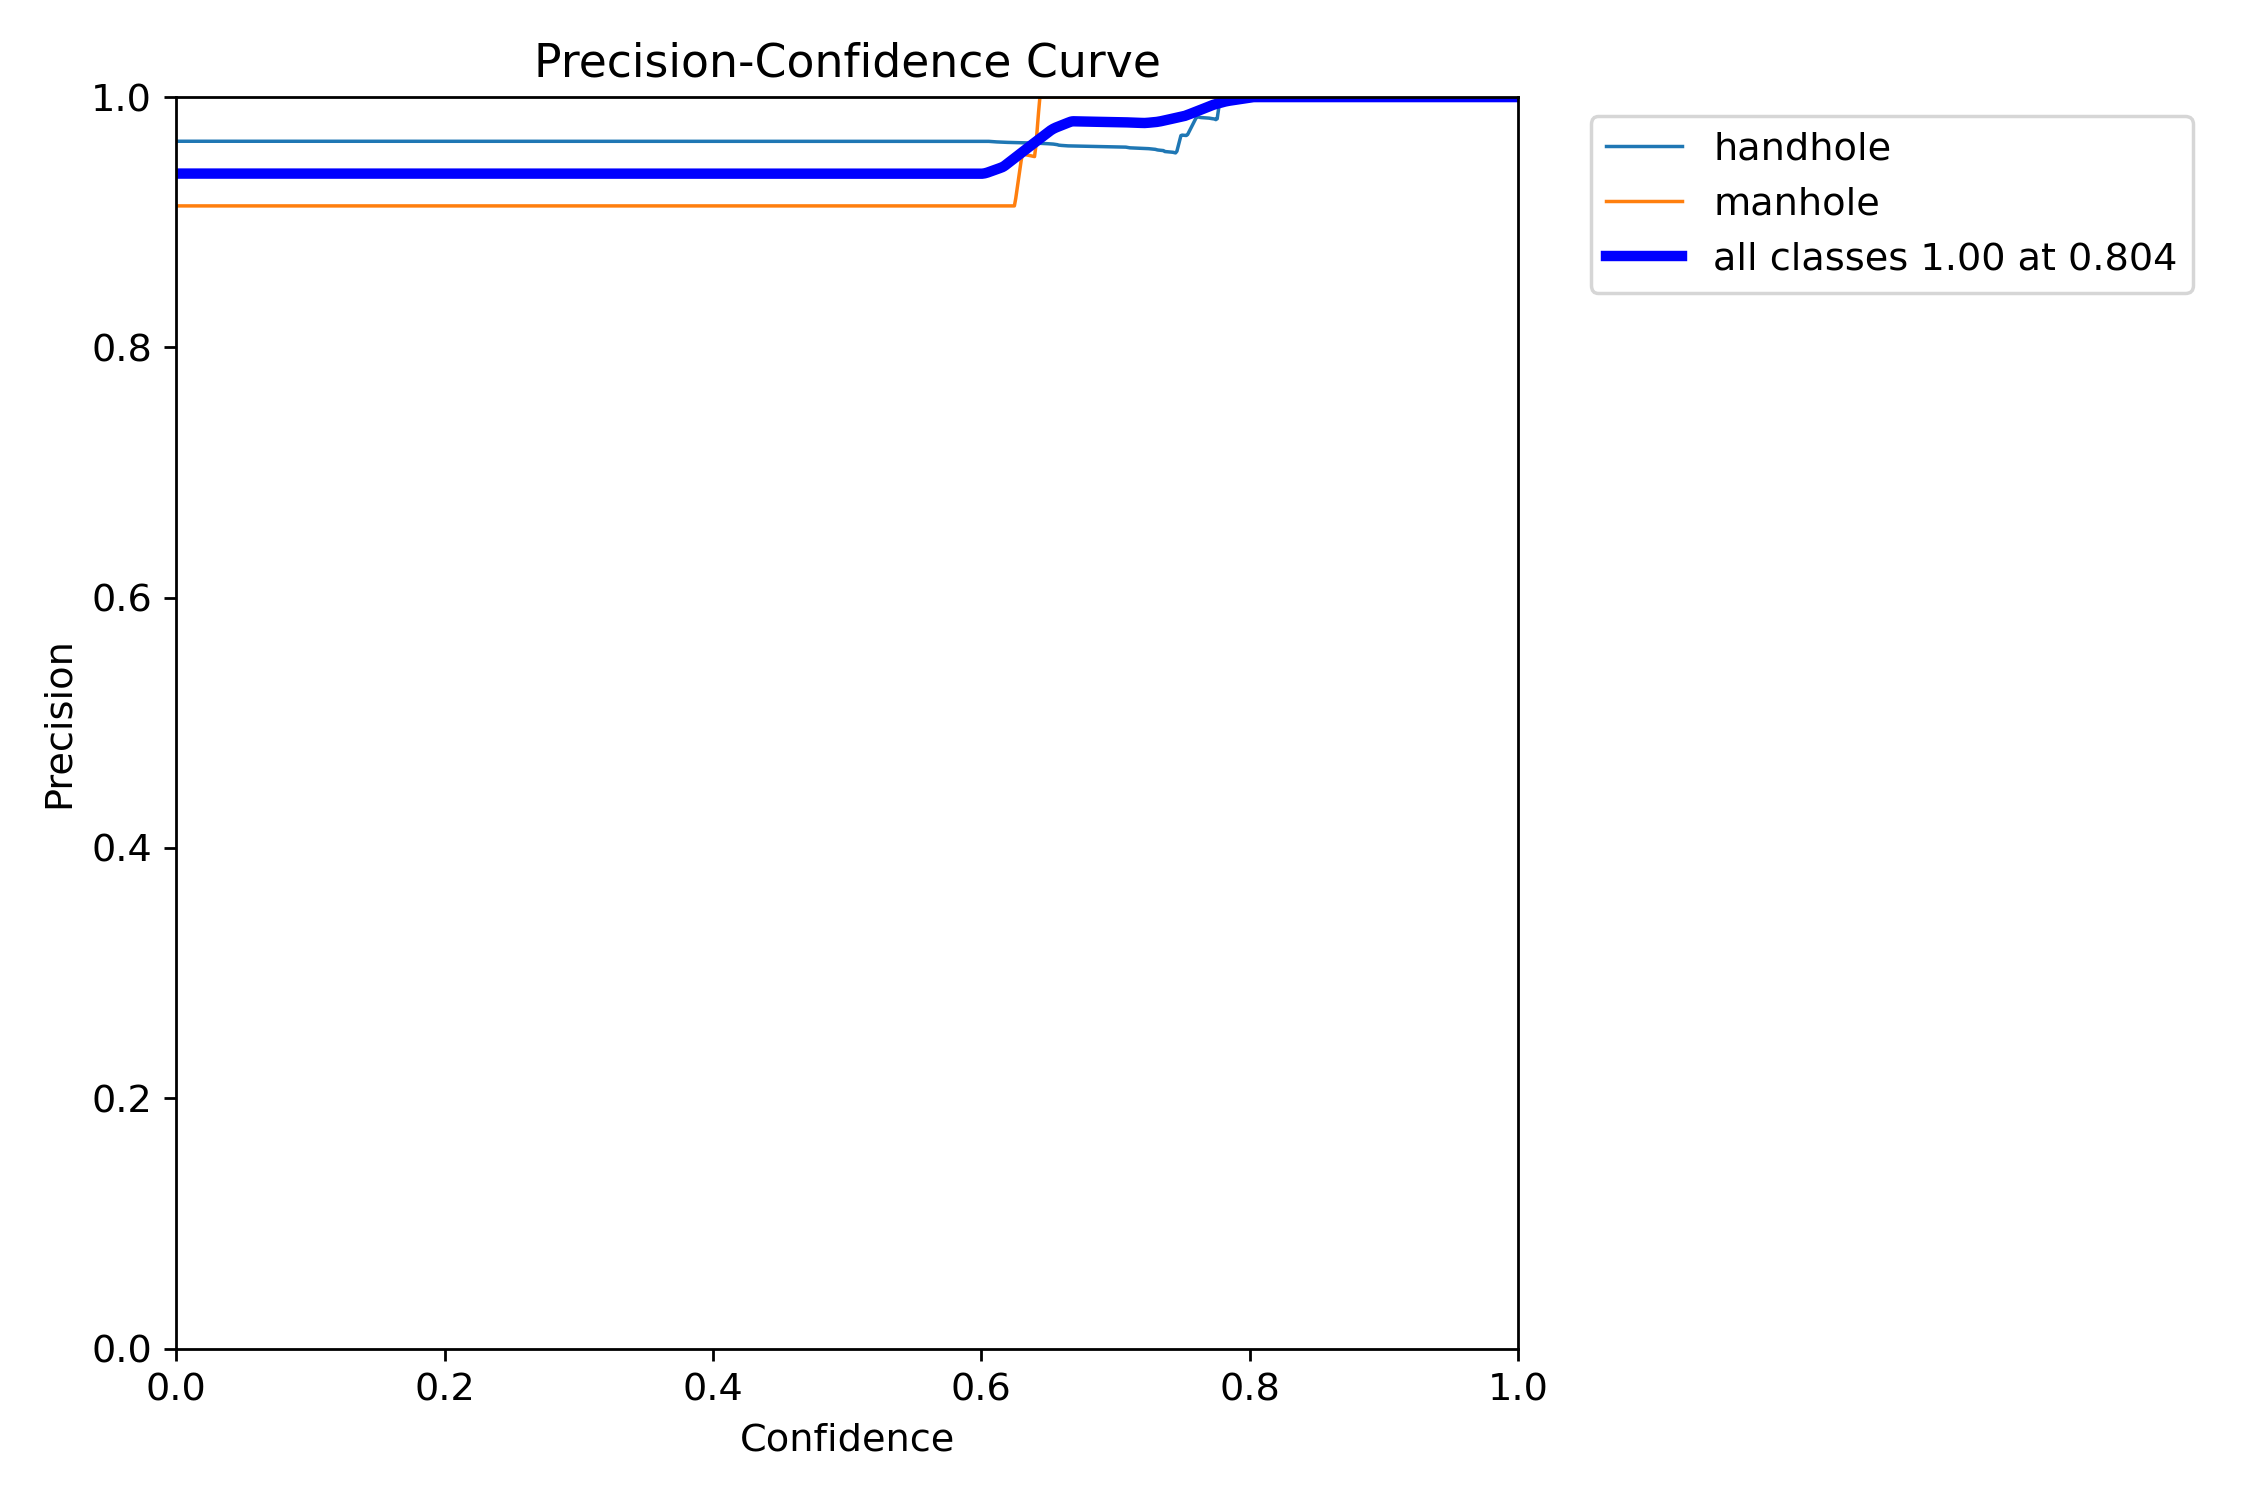 Precision-Confidence Curve
1.0
0.8
0.6
0.4
0.2
0.0
Precision
0.0 0.2 0.4 0.6 0.8 1.0
Confidence
handhole
manhole
all classes 1.00 at 0.804